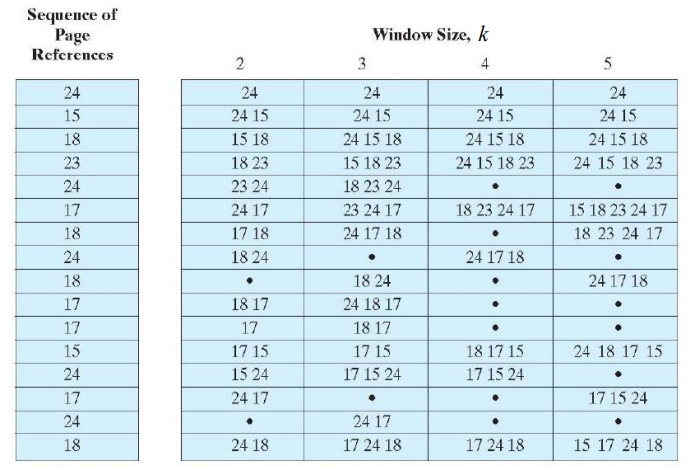 Sequence of
Page
References
Window Size, k
2 3 4 5
24 24 24 24 24
15 24 15 24 15 24 15 24 15
18 15 18 24 15 18 24 15 18 24 15 18
23 18 23 15 18 23 24 15 18 23 24 15 18 23
24 23 24 18 23 24 • •
17 24 17 23 24 17 18 23 24 17 15 18 23 24 17
18 17 18 24 17 18 • 18 23 24 17
24 18 24 • 24 17 18 •
18 • 18 24 • 24 17 18
17 18 17 24 18 17 • •
17 17 18 17 • •
15 17 15 17 15 18 17 15 24 18 17 15
24 15 24 17 15 24 17 15 24 •
17 24 17 • • 17 15 24
24 • 24 17 • •
18 24 18 17 24 18 17 24 18 15 17 24 18